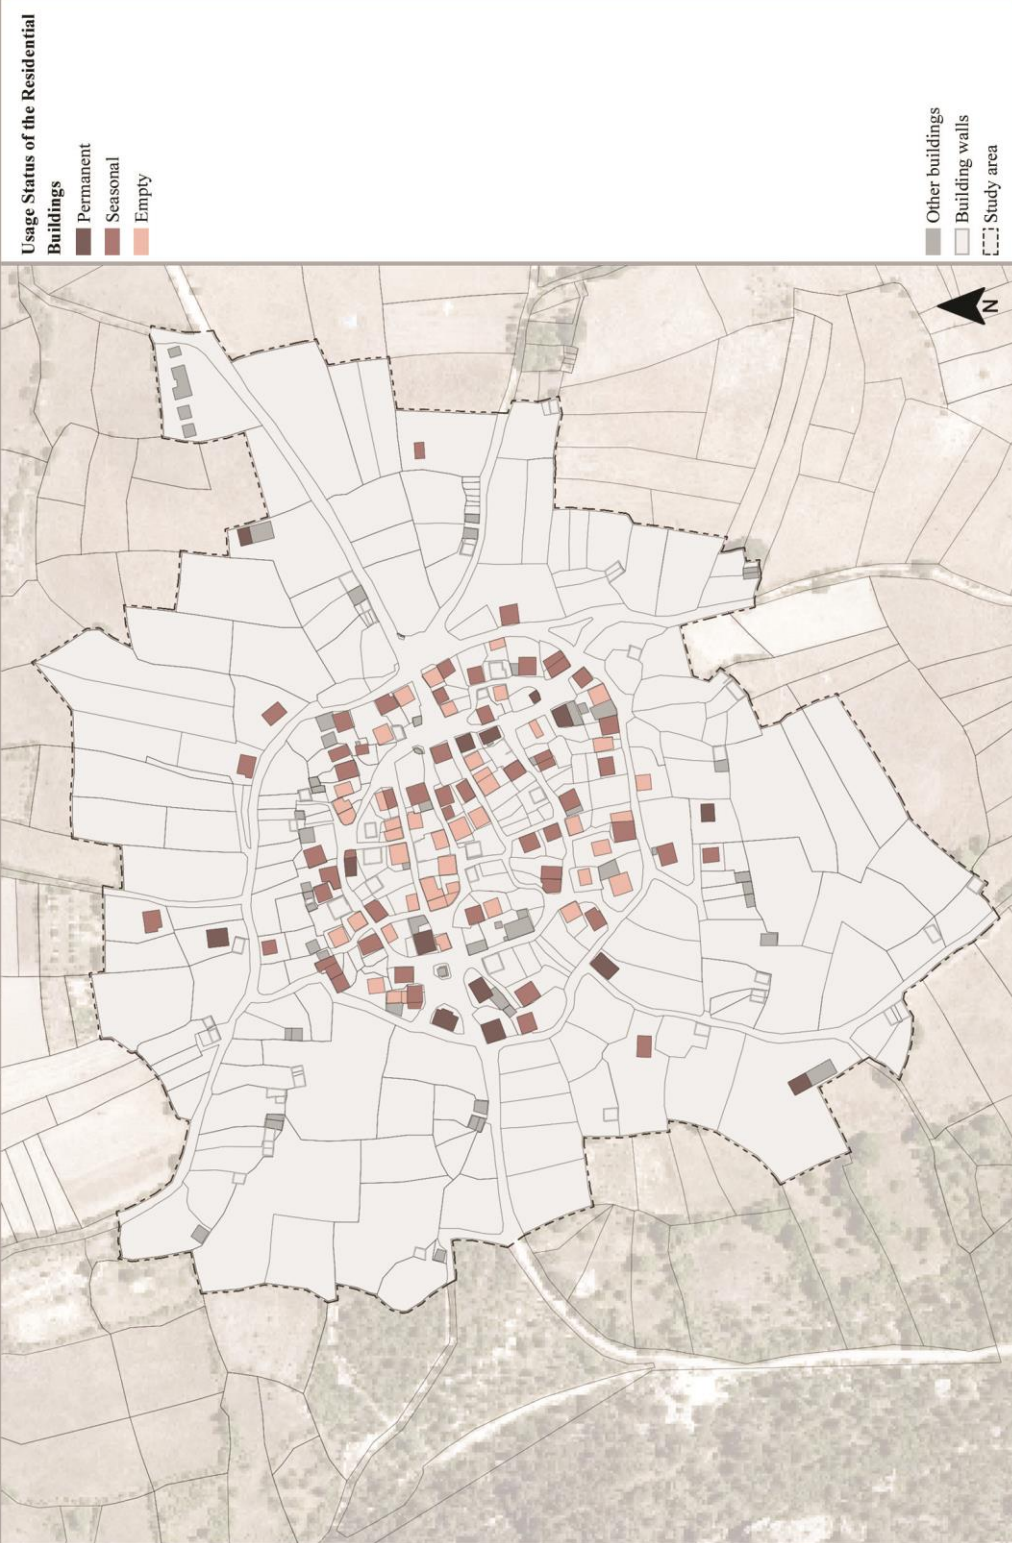 Usage Status of the Residential
Buildings
Permanent
Seasonal
Empty
Other buildings
Building walls
Study area
N